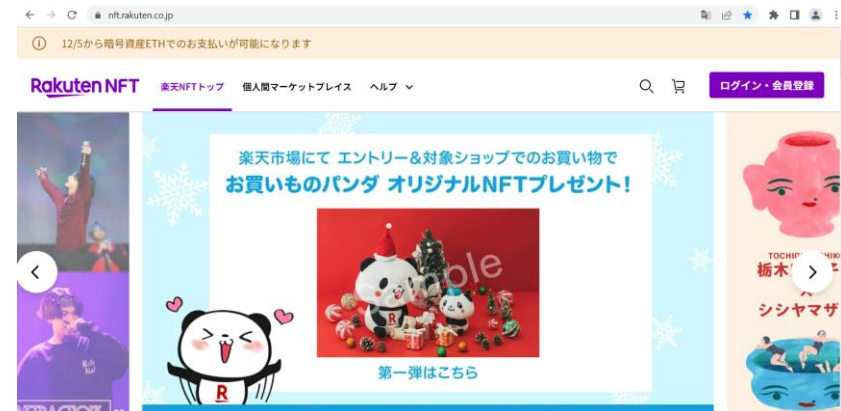 nft.rakuten.co.jp
12/5から暗号資産ETHでのお支払いが可能になります
Rakuten NFT
楽天NFTトップ
個人間マーケットプレイス
ヘルプ
ログイン・会員登録
楽天市場にて エントリー&対象ショップでのお買い物で
お買いものパンダ オリジナルNFTプレゼント!
R
R
第一弾はこちら
栃木
シシヤマザ